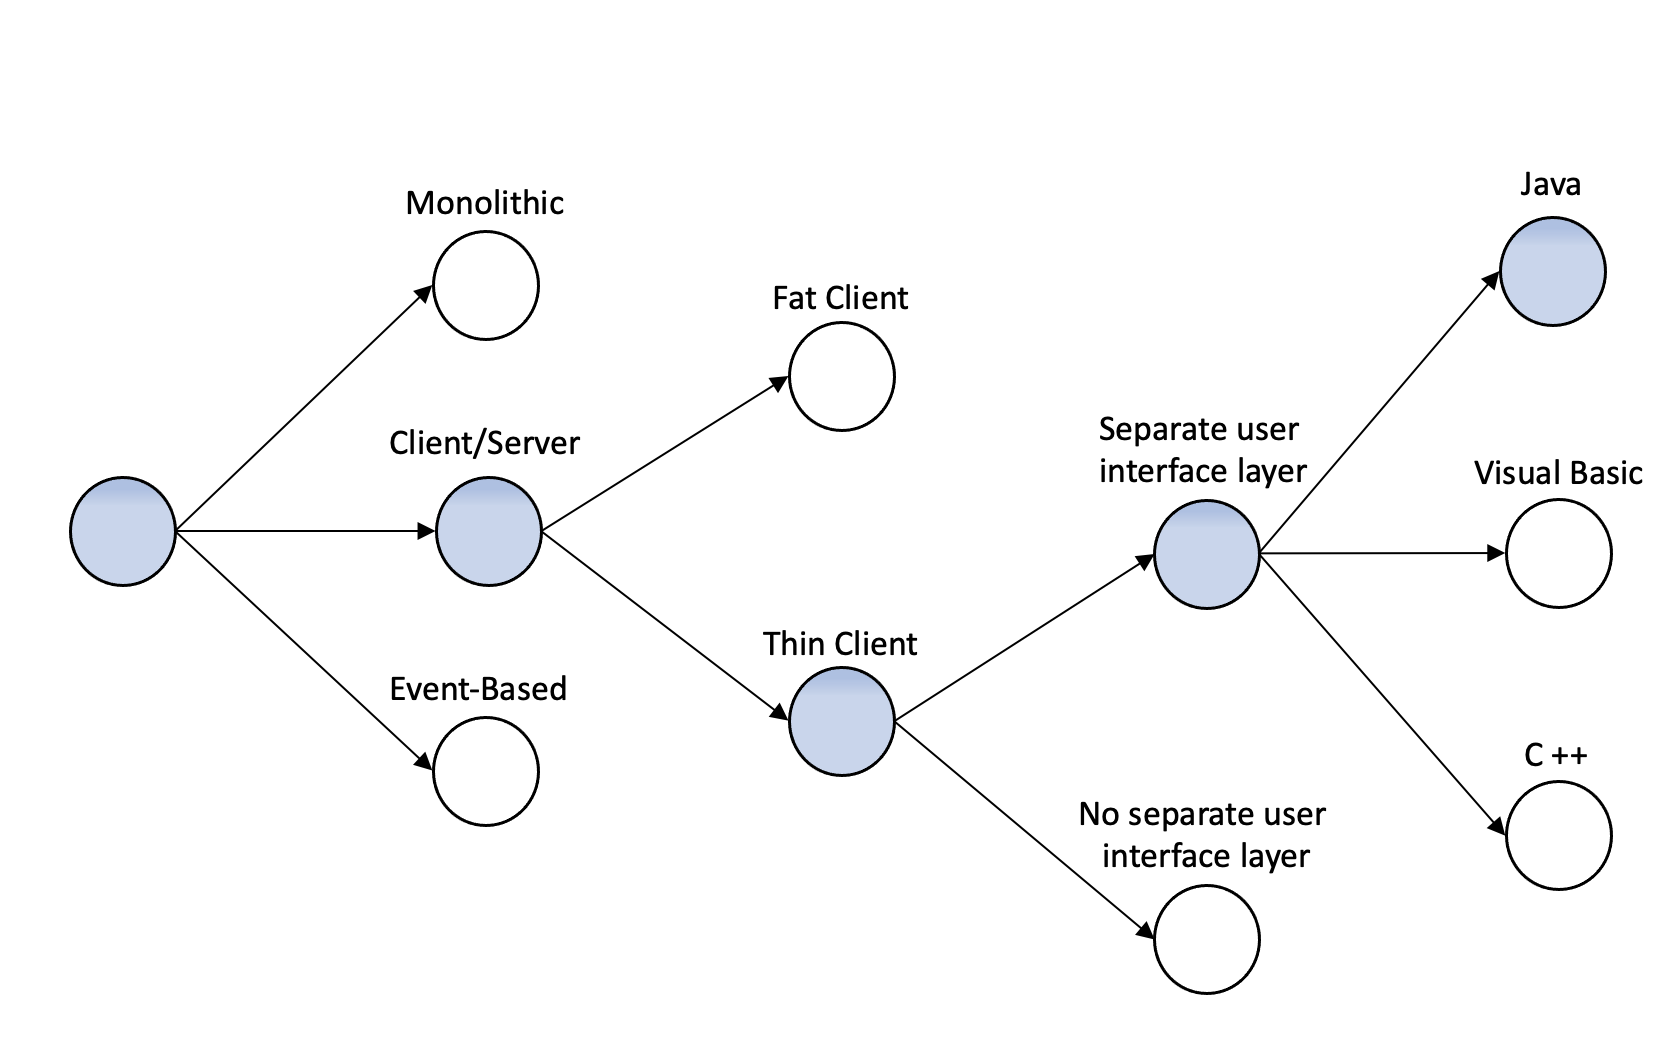 Monolithic
Client/Server
Event-Based
Fat Client
Thin Client
Separate user
interface layer
No separate user
interface layer
Java
Visual Basic
C ++